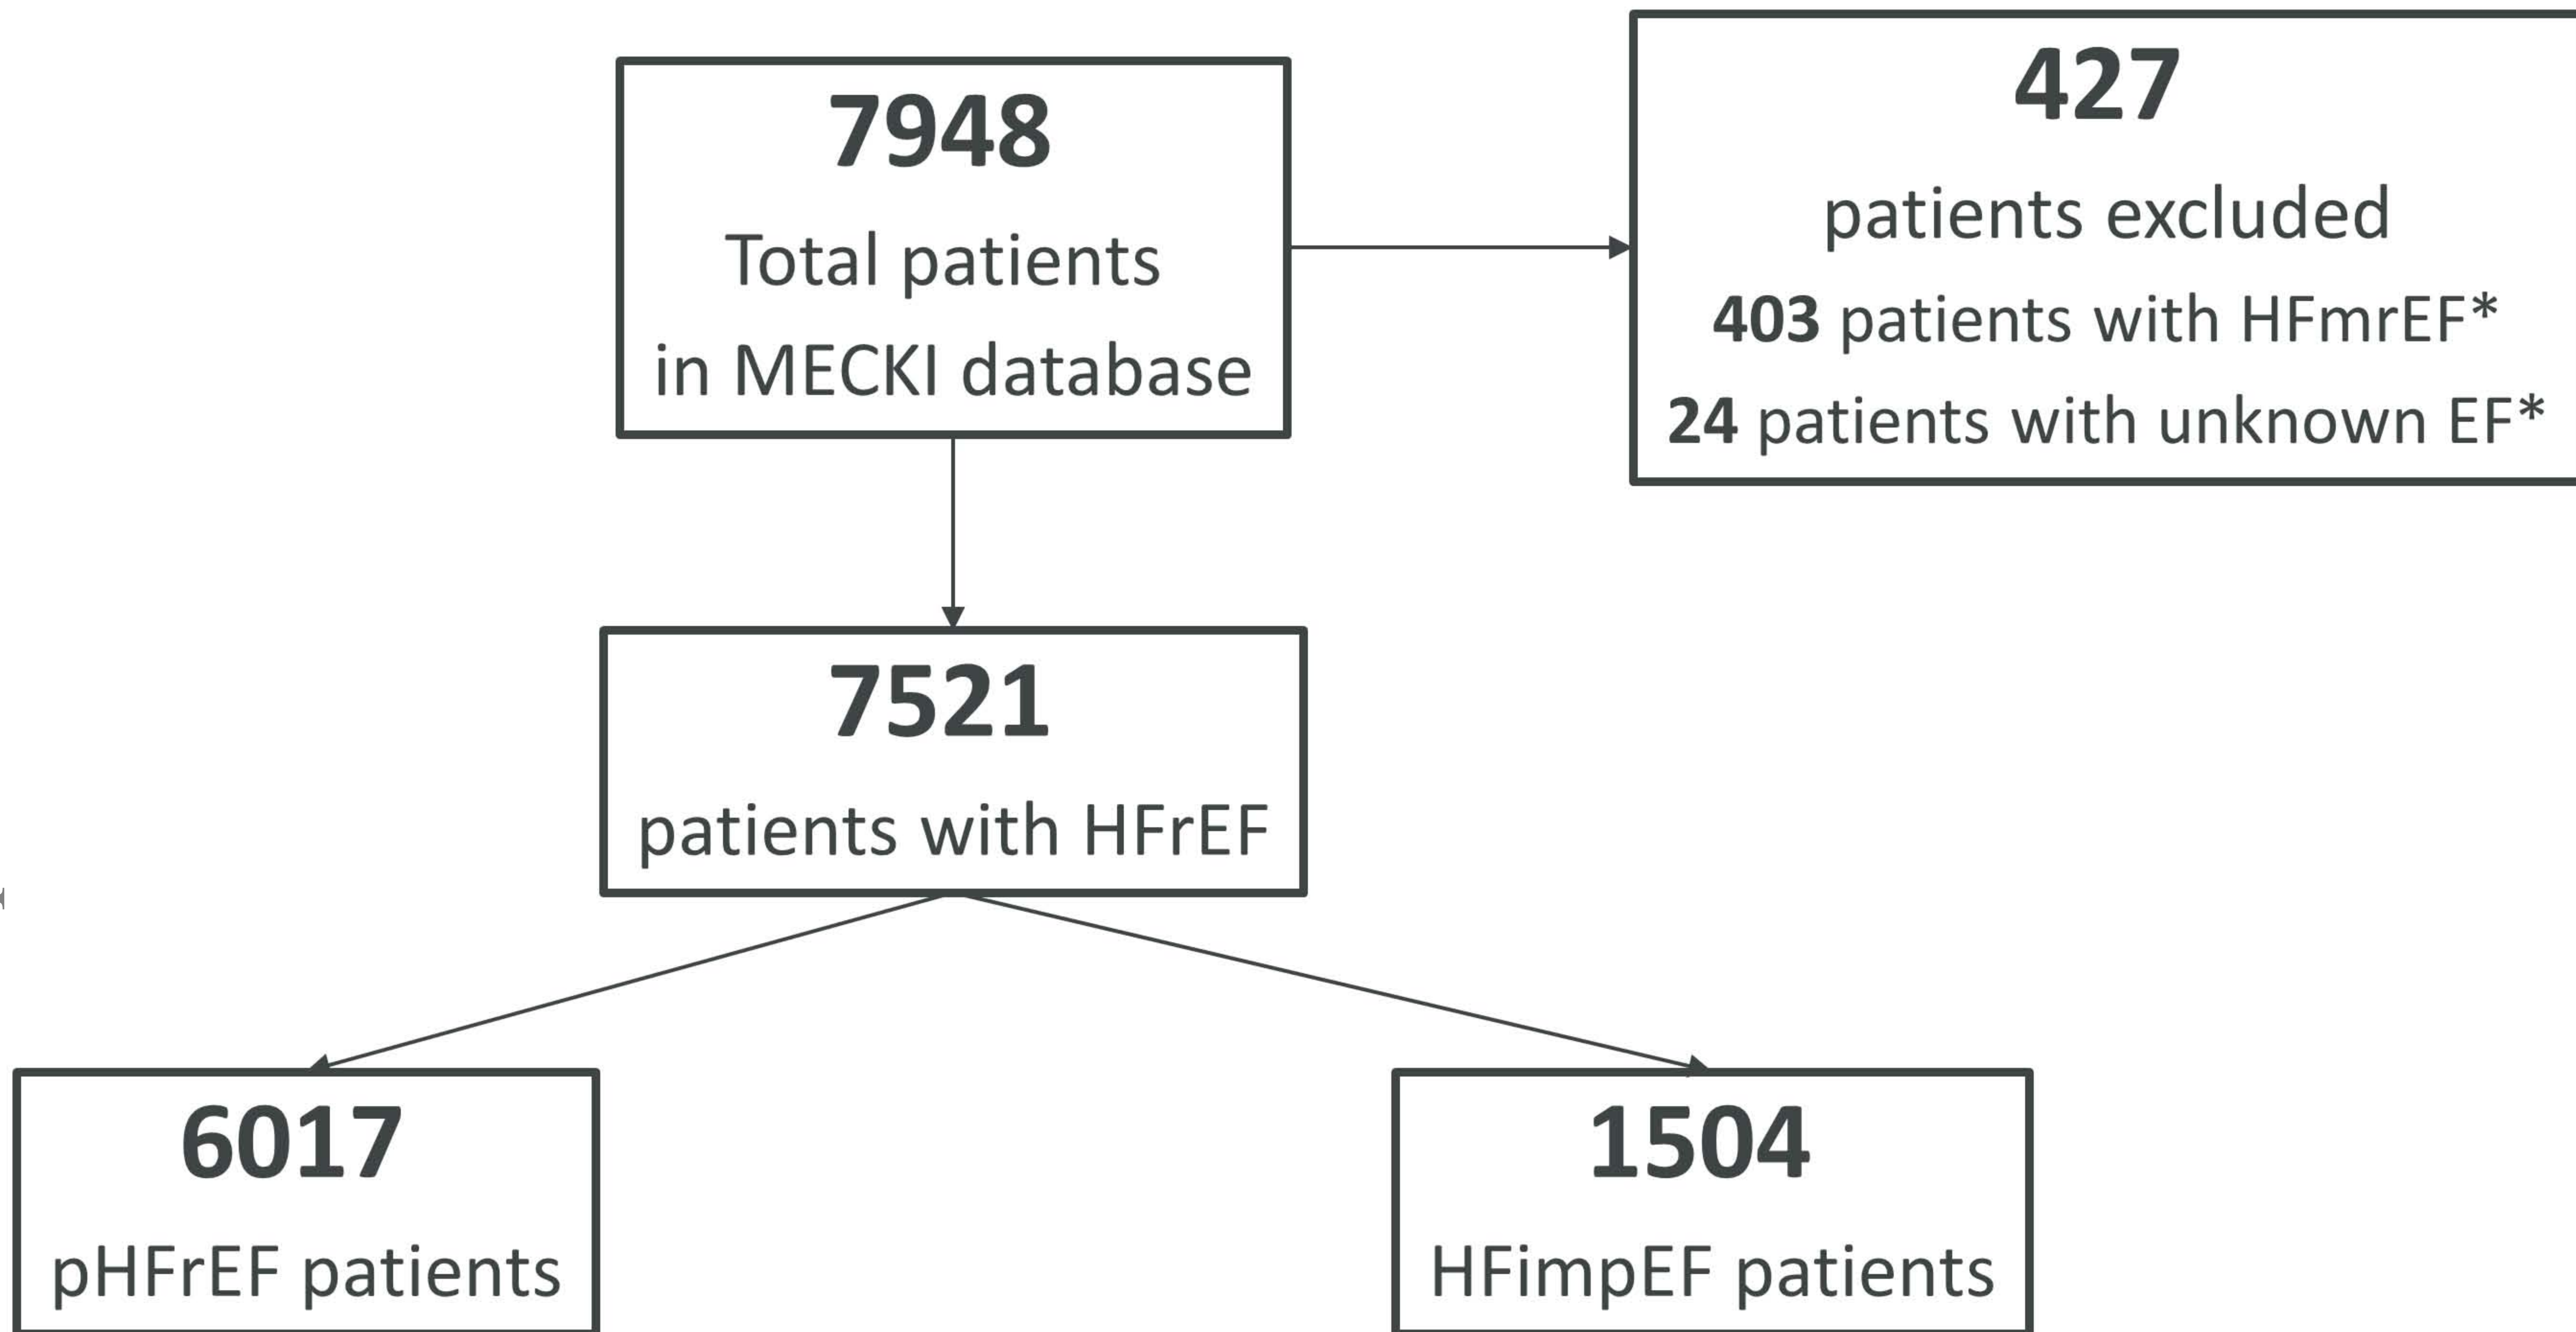 7948
Total patients
in MECKI database
427
patients excluded
403 patients with HFmrEF*
24 patients with unknown EF*
7521
patients with HFrEF
6017
pHFrEF patients
1504
HFimpEF patients